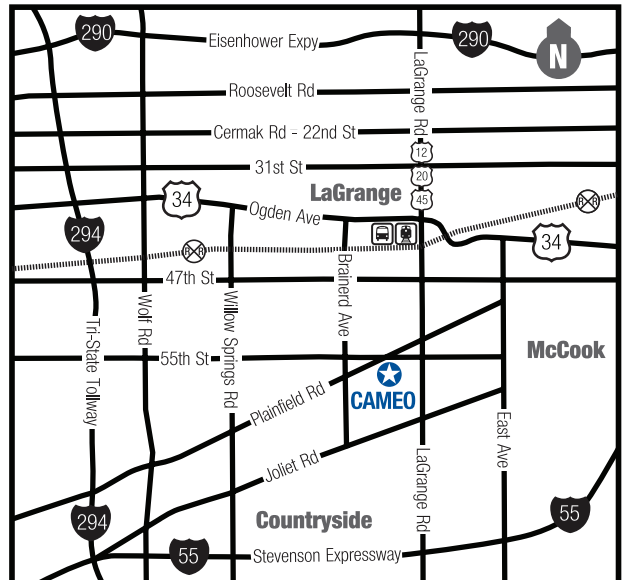 290
290
Eisenhower Expy
N
LaGrange Rd
Roosevelt Rd
Cermak Rd - 22nd St
12
31st St
20
LaGrange
45
34
Ogden Ave
R R
294
34
R R
47th St
Brainerd Ave
Wolf Rd
Willow Springs Rd
Tri-State Tollway
55th St
McCook
Plainfield Rd
CAMEO
East Ave
LaGrange Rd
Joliet Rd
294
Countryside
55
55
Stevenson Expressway